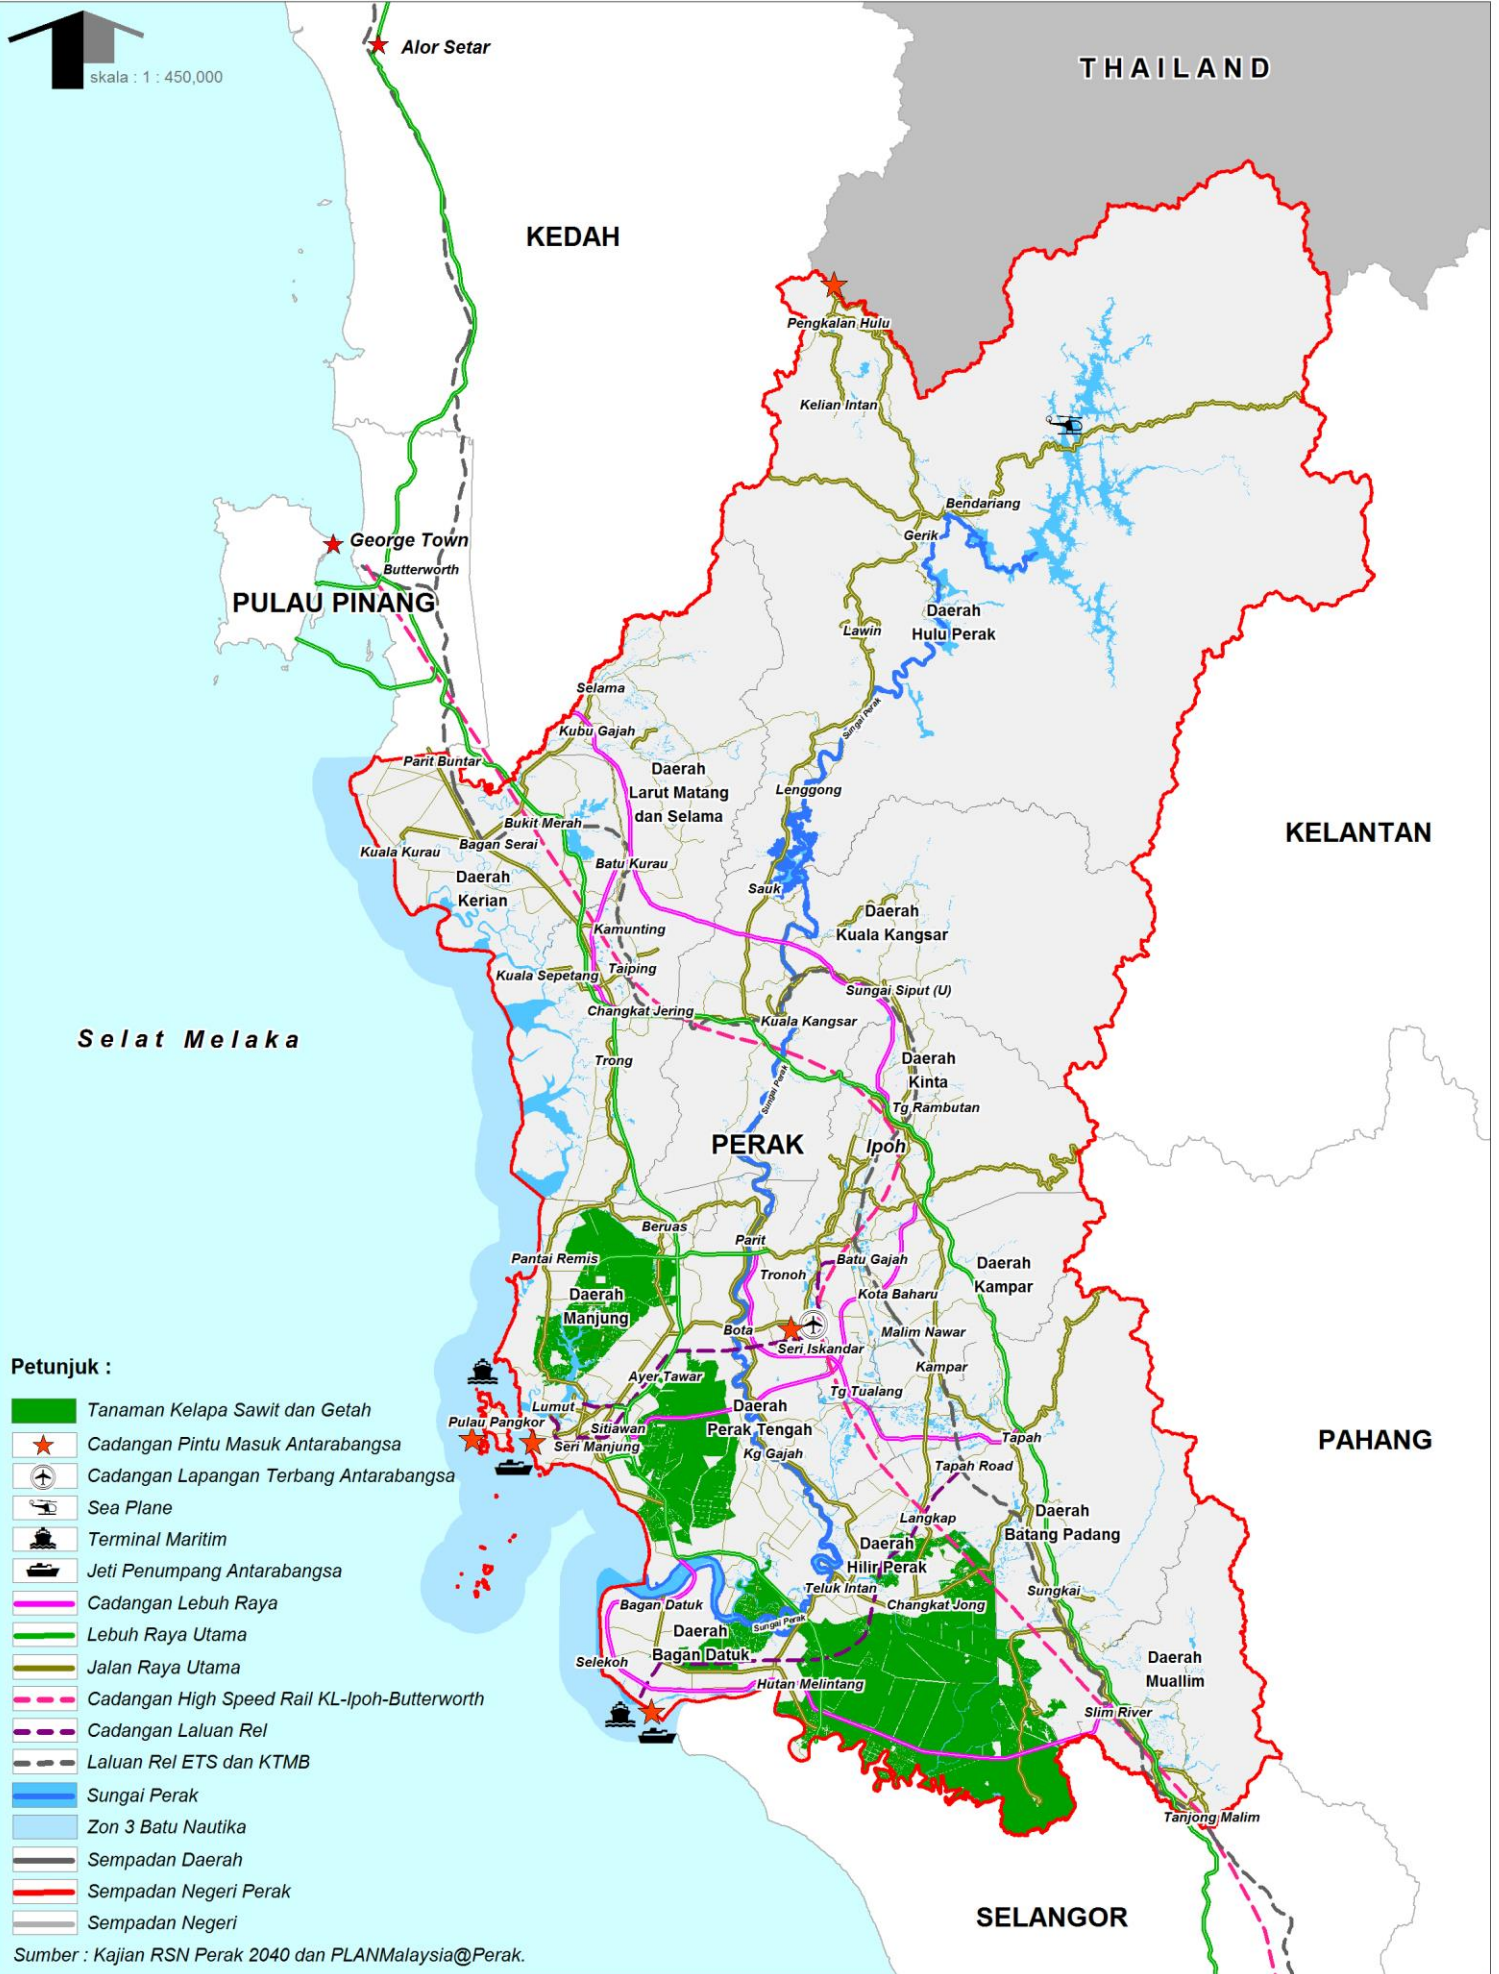 skala : 1 : 450,000
Alor Setar
THAILAND
KEDAH
Pengkalan Hulu
Kelian Intan
Bendariang
Gerik
George Town
Butterworth
PULAU PINANG
Daerah
Hulu Perak
Lawin
Selama
Sungai Perak
Kubu Gajah
Parit Buntar
Daerah
Larut Matang
dan Selama
Lenggong
KELANTAN
Bukit Merah
Bagan Serai
Kuala Kurau
Batu Kurau
Daerah
Kerian
Sauk
Daerah
Kuala Kangsar
Kamunting
Taiping
Kuala Sepetang
Sungai Siput (U)
Changkat Jering
Kuala Kangsar
Selat Melaka
Trong
Daerah
Kinta
Sungai Perak
Tg Rambutan
PERAK
Ipoh
Beruas
Parit
Pantai Remis
Batu Gajah
Daerah
Kampar
Tronoh
Daerah
Manjung
Kota Baharu
Bota
Malim Nawar
Seri Iskandar
Kampar
Ayer Tawar
Tg Tualang
Lumut
Daerah
Perak Tengah
Pulau Pangkor
Sitiawan
Seri Manjung
Tapah
PAHANG
Kg Gajah
Tapah Road
Langkap
Daerah
Batang Padang
Daerah
Hilir Perak
Teluk Intan
Sungkai
Bagan Datuk
Changkat Jong
Sungai Perak
Daerah
Bagan Datuk
Selekoh
Daerah
Muallim
Hutan Melintang
Slim River
Tanjong Malim
SELANGOR
Petunjuk :
Tanaman Kelapa Sawit dan Getah
Cadangan Pintu Masuk Antarabangsa
Cadangan Lapangan Terbang Antarabangsa
Sea Plane
Terminal Maritim
Jeti Penumpang Antarabangsa
Cadangan Lebuh Raya
Lebuh Raya Utama
Jalan Raya Utama
Cadangan High Speed Rail KL-Ipoh-Butterworth
Cadangan Laluan Rel
Laluan Rel ETS dan KTMB
Sungai Perak
Zon 3 Batu Nautika
Sempadan Daerah
Sempadan Negeri Perak
Sempadan Negeri
Sumber : Kajian RSN Perak 2040 dan PLANMalaysia@Perak.